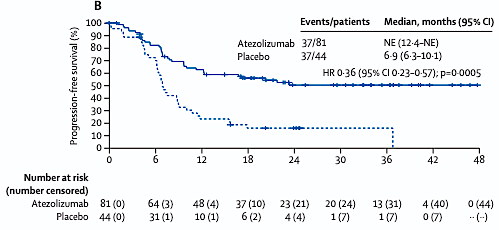 B
Events/patients Median, months (95% CI)
Atezolizumab 37/81 NE (12·4–NE)
Placebo 37/44 6·9 (6·3–10·1)
HR 0·36 (95% CI 0·23–0·57); p=0·0005
Progression-free survival (%)
100
90
80
70
60
50
40
30
20
10
0
0 6 12 18 24 30 36 42 48
Number at risk
(number censored)
Atezolizumab 81 (0) 64 (3) 48 (4) 37 (10) 23 (21) 20 (24) 13 (31) 4 (40) 0 (44)
Placebo 44 (0) 31 (1) 10 (1) 6 (2) 4 (4) 1 (7) 1 (7) 0 (7) ·· (··)